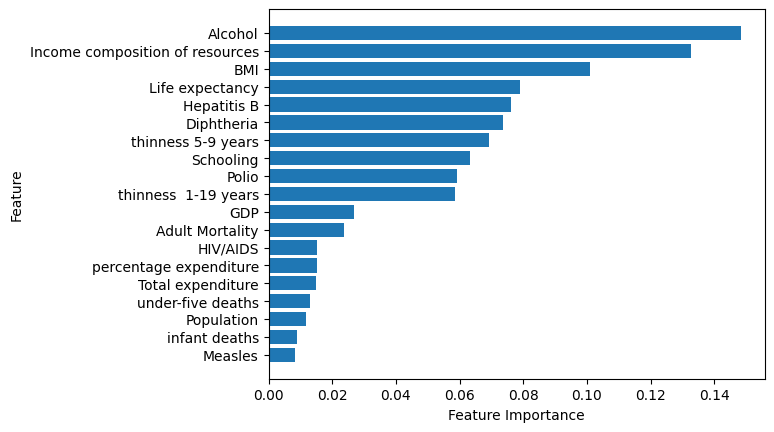 Alcohol
Income composition of resources
BMI
Life expectancy
Hepatitis B
Diphtheria
thinness 5-9 years
Schooling
Polio
thinness  1-19 years
GDP
Adult Mortality
HIV/AIDS
percentage expenditure
Total expenditure
under-five deaths
Population
infant deaths
Measles
Feature
0.00 0.02 0.04 0.06 0.08 0.10 0.12 0.14
Feature Importance